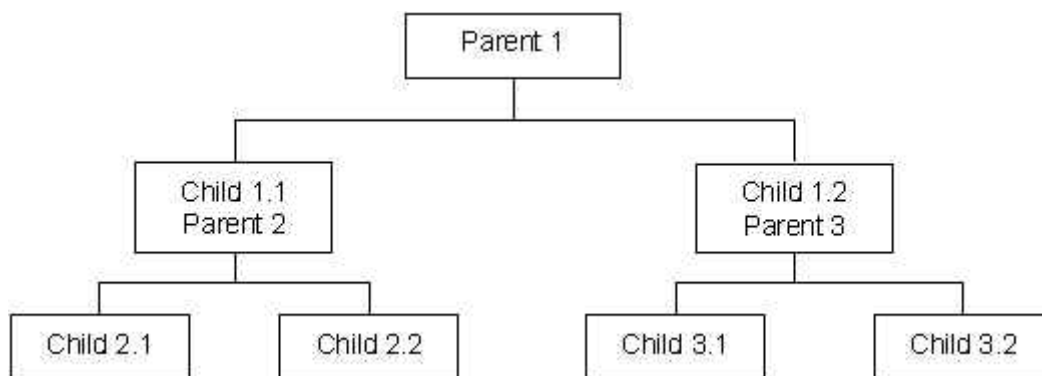 Parent 1
Child 1.1
Parent 2
Child 1.2
Parent 3
Child 2.1
Child 2.2
Child 3.1
Child 3.2